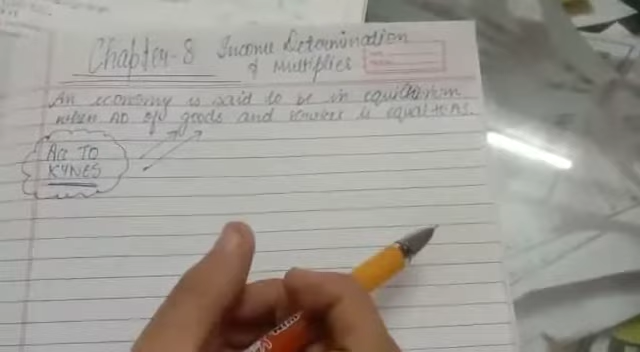 Chapter-8 Income Determination
& Multiplier
An economy is said to be in equilibrium
when AD of goods and services is equal to AS.
Acc TO
KYNES